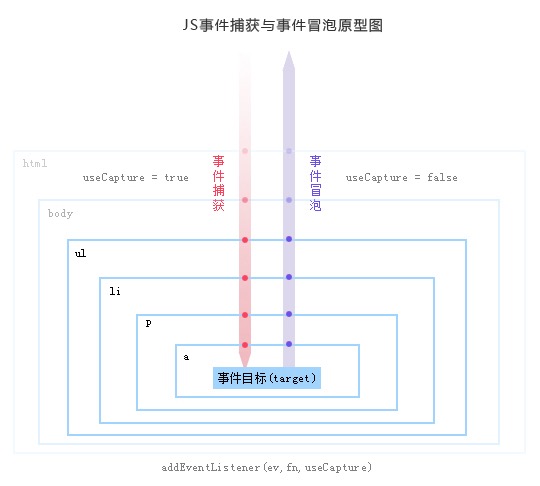 JS事件捕获与事件冒泡原型图
html
useCapture = true
事件捕获
事件冒泡
useCapture = false
body
ul
li
p
a
事件目标(target)
addEventListener(ev,fn,useCapture)